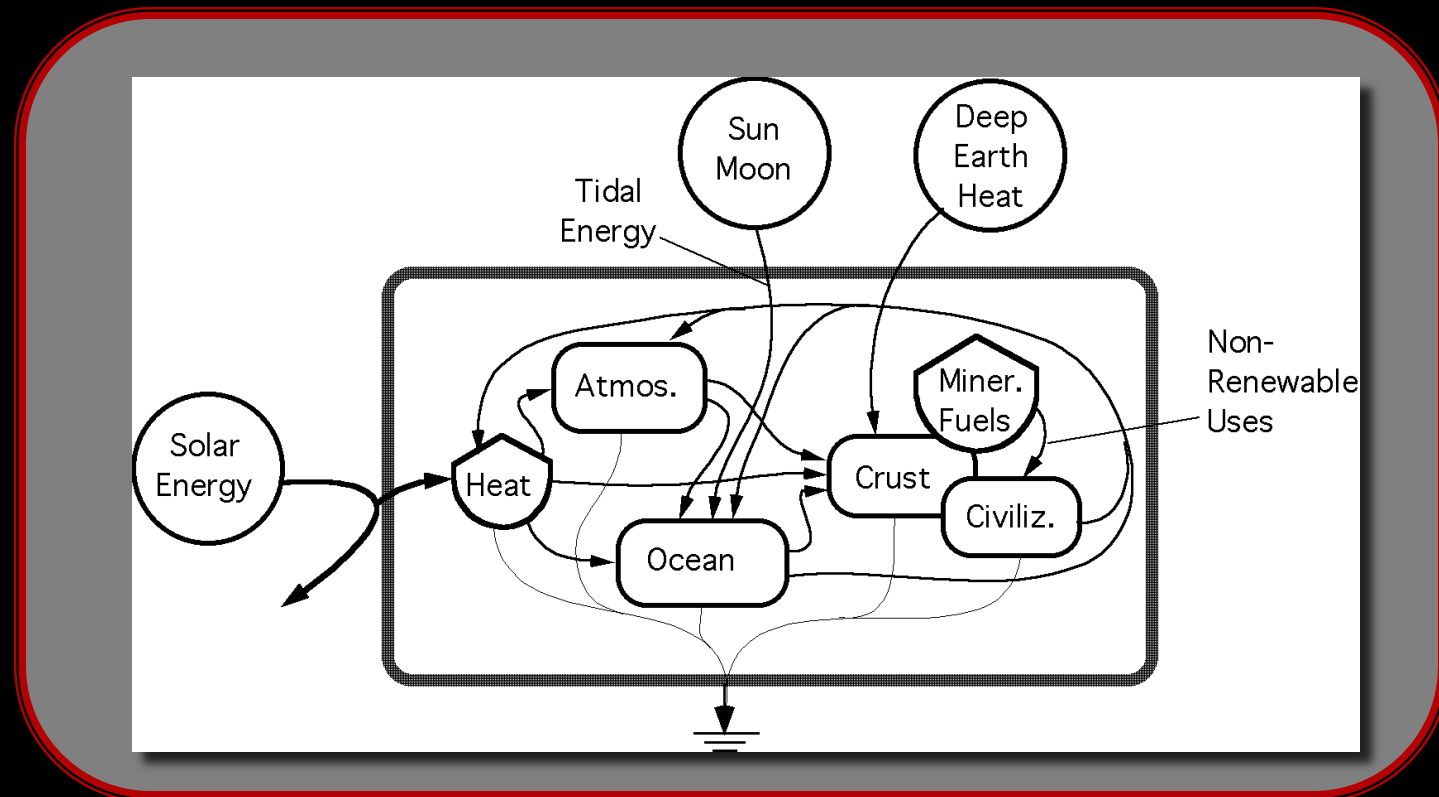 Sun
Moon
Deep
Earth
Heat
Tidal
Energy
Non-
Renewable
Uses
Solar
Energy
Heat
Atmos.
Miner.
Fuels
Crust
Civiliz.
Ocean